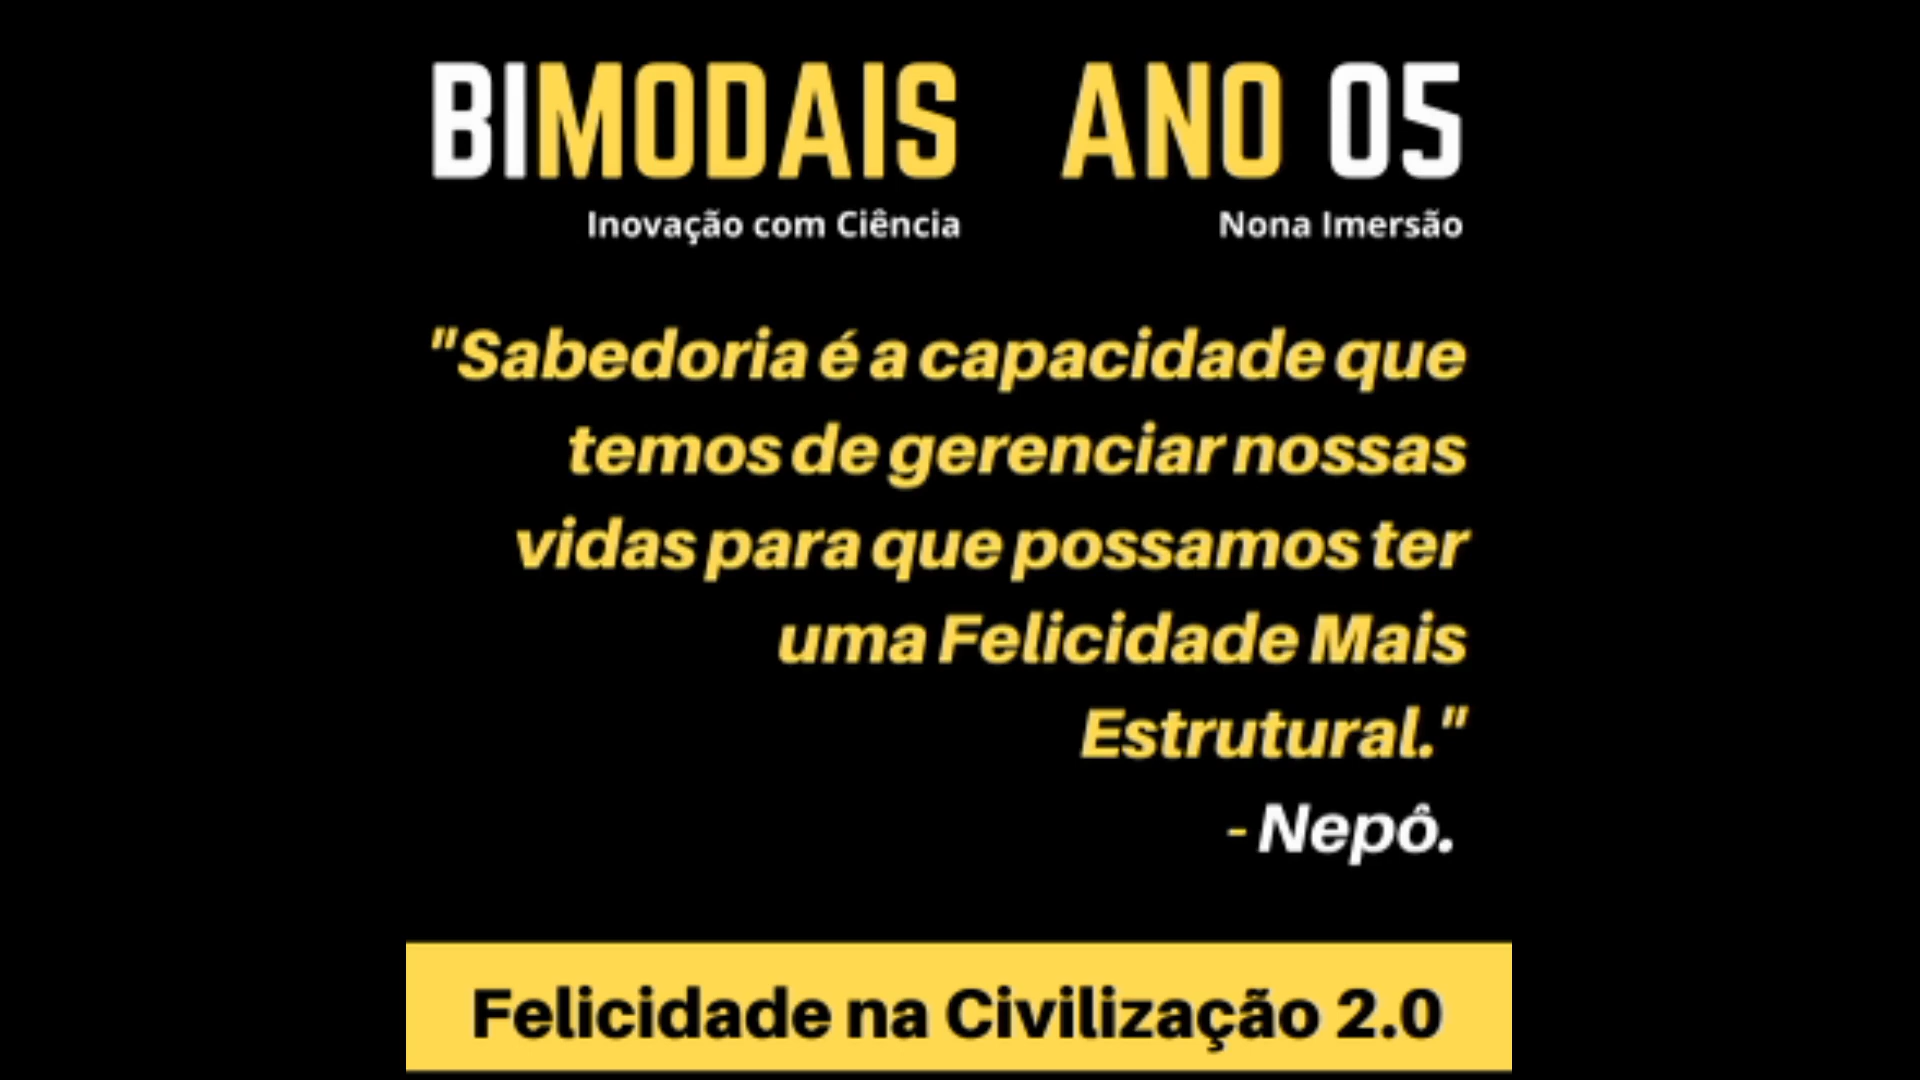 BIMODAIS ANO 05
Inovação com Ciência Nona Imersão
"Sabedoria é a capacidade que
temos de gerenciar nossas
vidas para que possamos ter
uma Felicidade Mais
Estrutural."
- Nepô.
Felicidade na Civilização 2.0